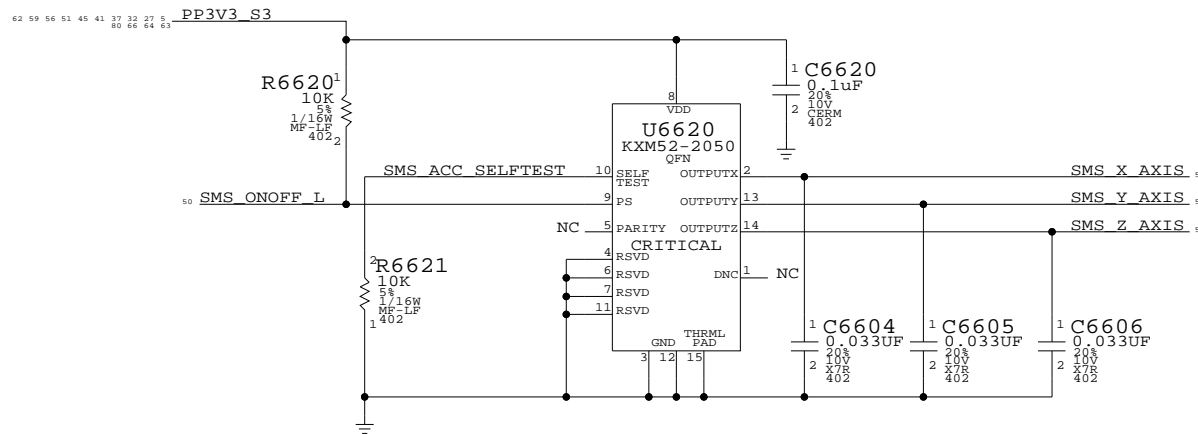 62 59 56 51 45 41 37 32 27 5 PP3V3_S3
80 66 64 63
R6620 1
10K
5%
1/16W
MF-LF
402 2
1 C6620
0.1uF
20%
10V
2 CERM
402
8
VDD
U6620
KXM52-2050
QFN
SMS_ACC_SELFTEST 10 SELF TEST OUTPUTX 2 SMS_X_AXIS
50 SMS_ONOFF_L 9 PS OUTPUTY 13 SMS_Y_AXIS
NC 5 PARITY OUTPUTZ 14 SMS_Z_AXIS
CRITICAL
4 RSVD
6 RSVD DNC 1 NC
7 RSVD
11 RSVD
2 R6621
10K
5%
1/16W
MF-LF
1 402
THRML
GND PAD
3 12 15
1 C6604
0.033UF
20%
10V
2 X7R
402
1 C6605
0.033UF
20%
10V
2 X7R
402
1 C6606
0.033UF
20%
10V
2 X7R
402